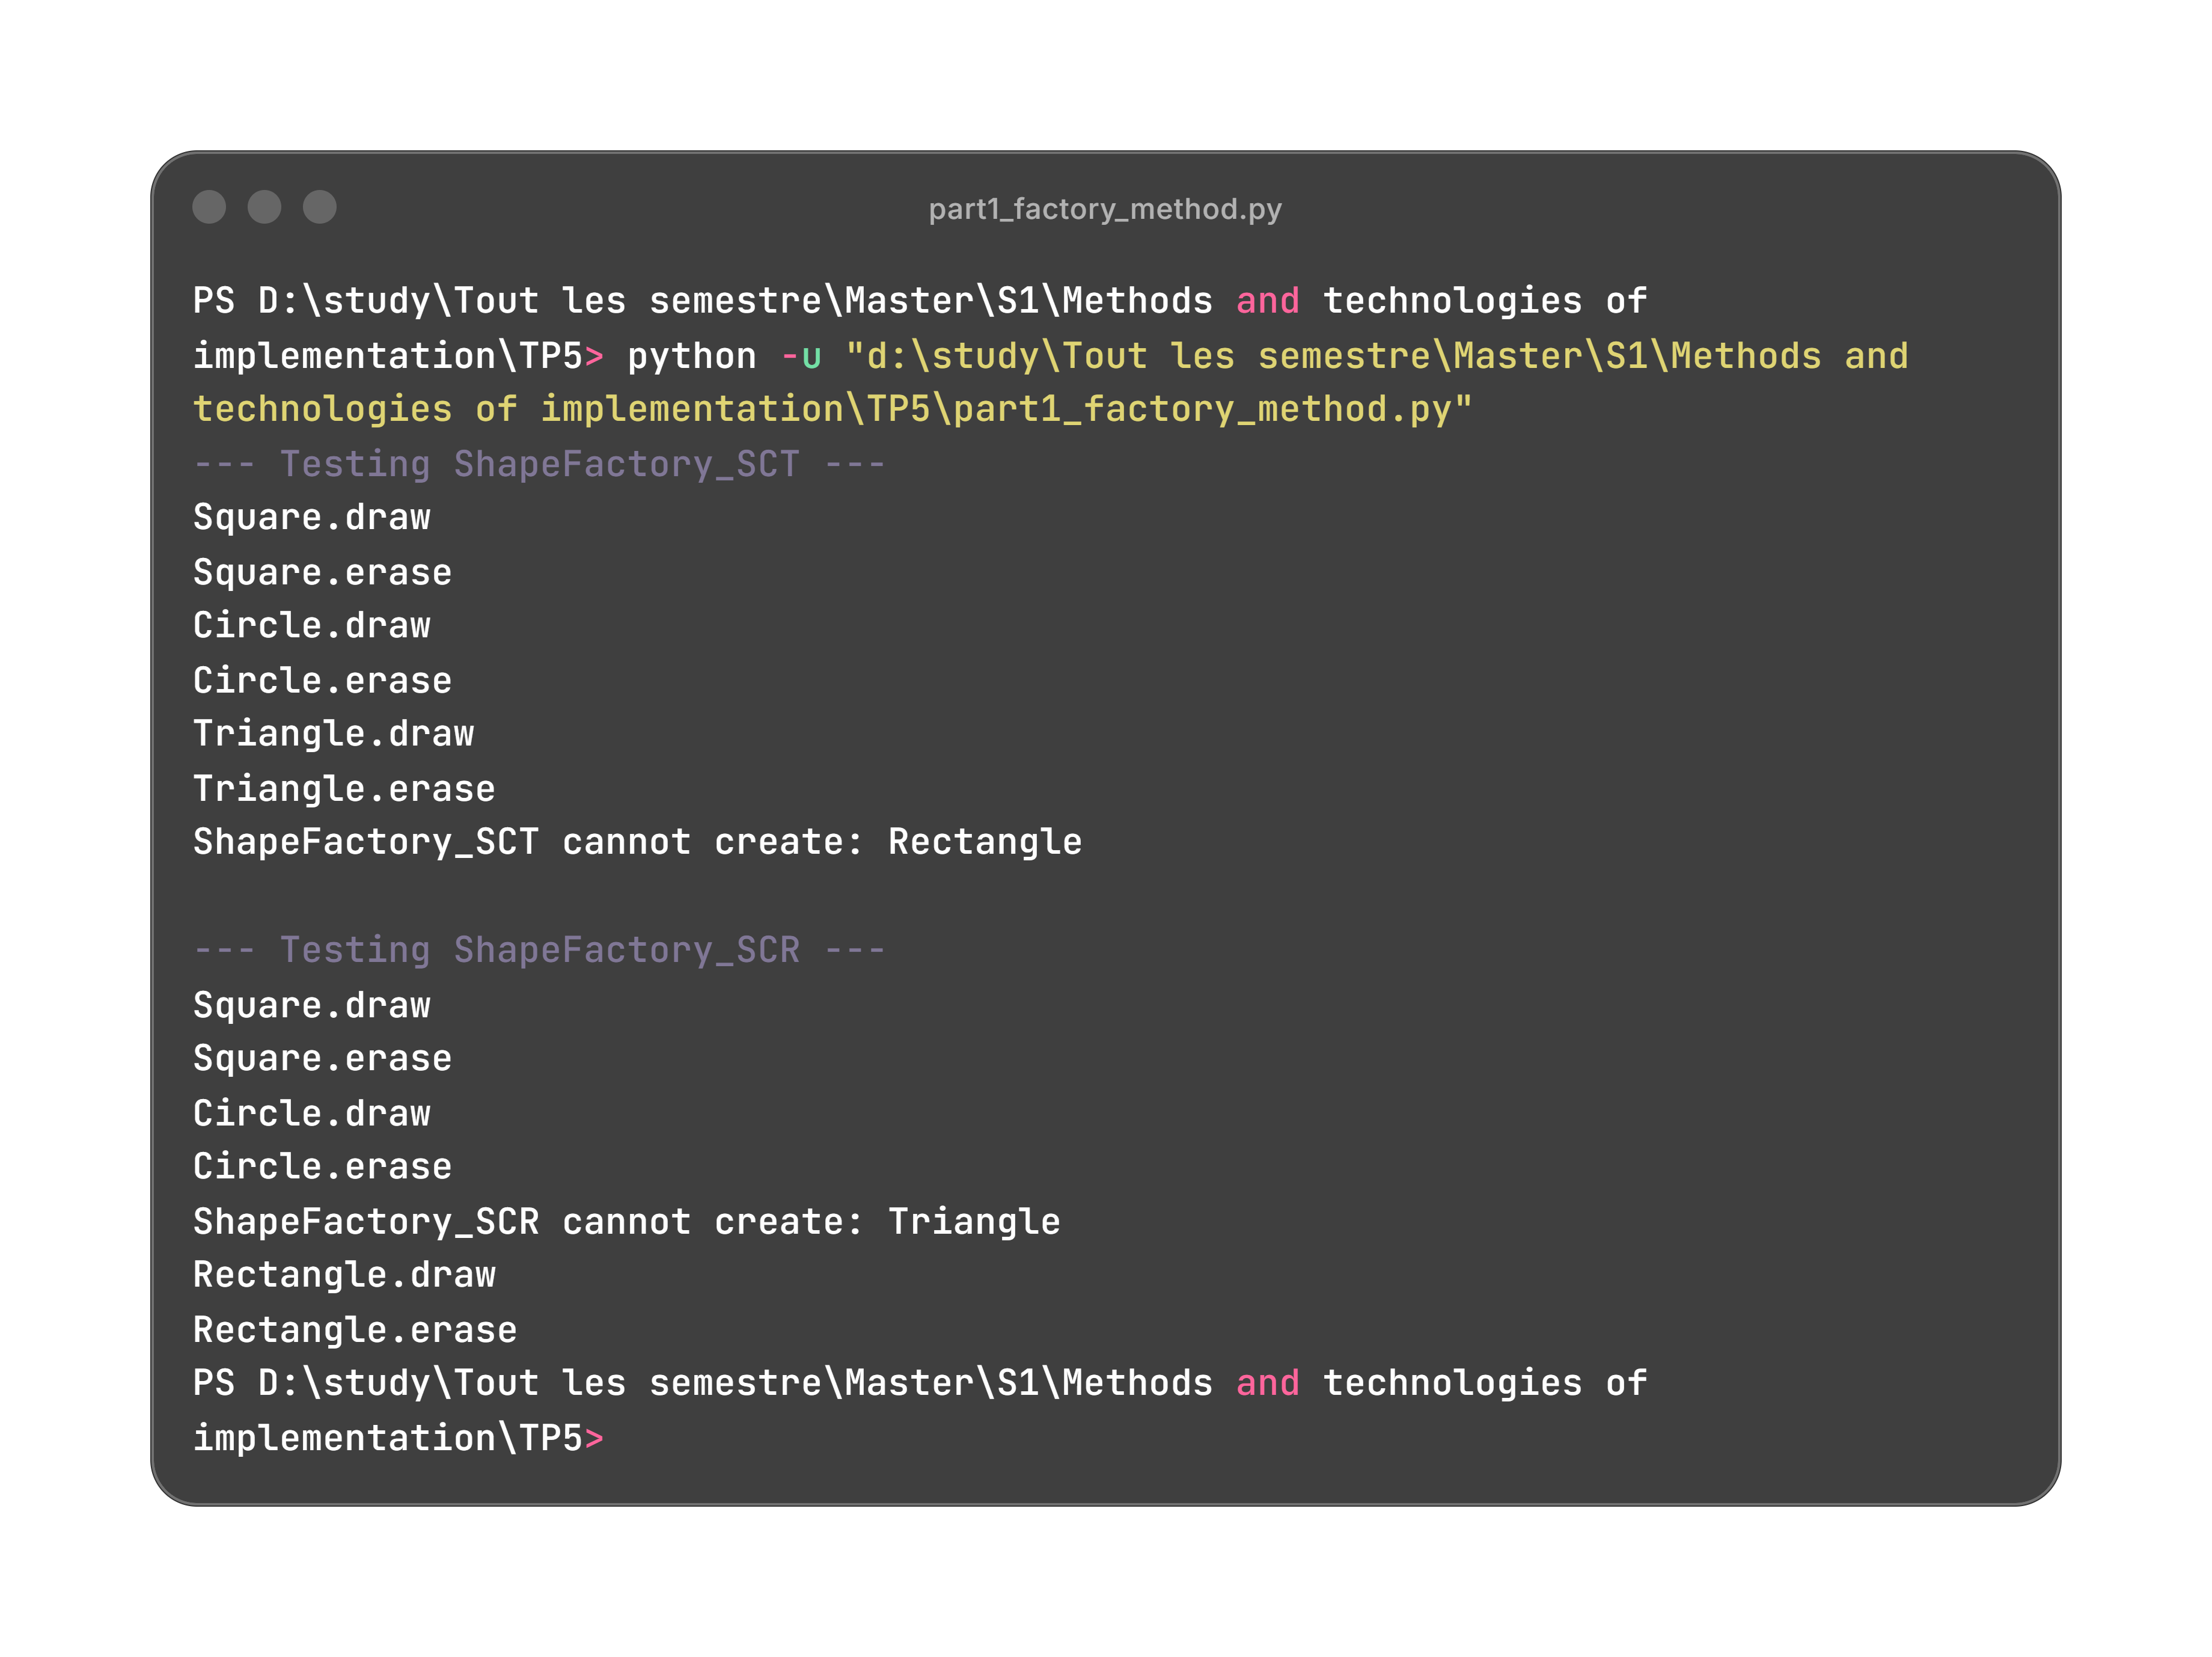 part1_factory_method.py
PS D:\study\Tout les semestre\Master\S1\Methods and technologies of
implementation\TP5> python -u "d:\study\Tout les semestre\Master\S1\Methods and
technologies of implementation\TP5\part1_factory_method.py"
--- Testing ShapeFactory_SCT ---
Square.draw
Square.erase
Circle.draw
Circle.erase
Triangle.draw
Triangle.erase
ShapeFactory_SCT cannot create: Rectangle

--- Testing ShapeFactory_SCR ---
Square.draw
Square.erase
Circle.draw
Circle.erase
ShapeFactory_SCR cannot create: Triangle
Rectangle.draw
Rectangle.erase
PS D:\study\Tout les semestre\Master\S1\Methods and technologies of
implementation\TP5>